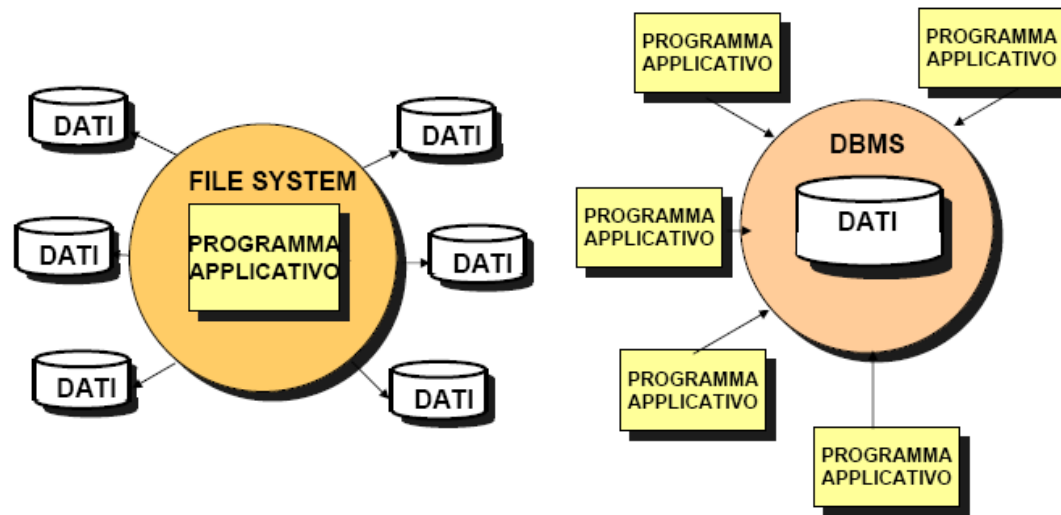 DATI
DATI
DATI
FILE SYSTEM
PROGRAMMA
APPLICATIVO
DATI
DATI
DATI
PROGRAMMA
APPLICATIVO
PROGRAMMA
APPLICATIVO
DBMS
DATI
PROGRAMMA
APPLICATIVO
PROGRAMMA
APPLICATIVO
PROGRAMMA
APPLICATIVO